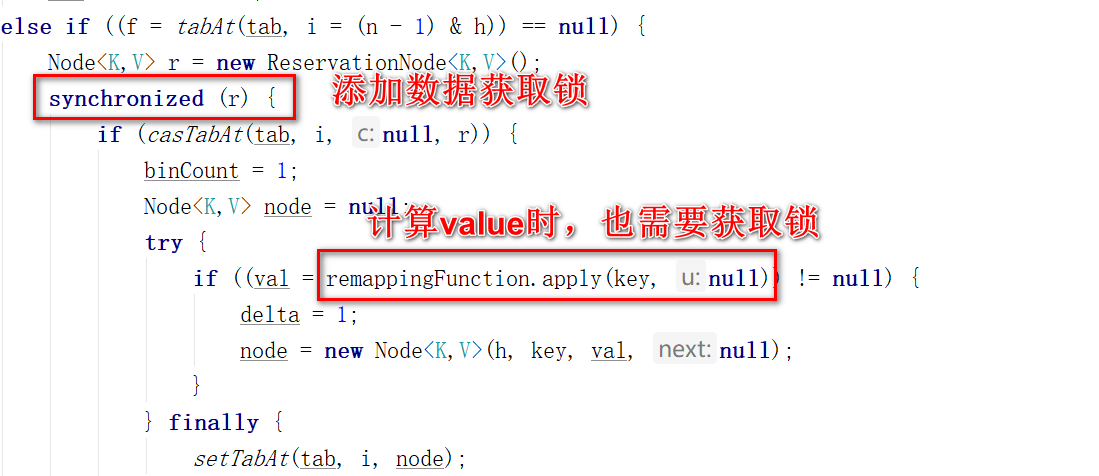 else if ((f = tabAt(tab, i = (n - 1) & h)) == null) {
Node<K,V> r = new ReservationNode<K,V>();
synchronized (r) {
添加数据获取锁
if (casTabAt(tab, i, c: null, r)) {
binCount = 1;
Node<K,V> node = null;
计算value时，也需要获取锁
try {
if ((val = remappingFunction.apply(key, u: null)) != null) {
delta = 1;
node = new Node<K,V>(h, key, val, next: null);
}
} finally {
setTabAt(tab, i, node);